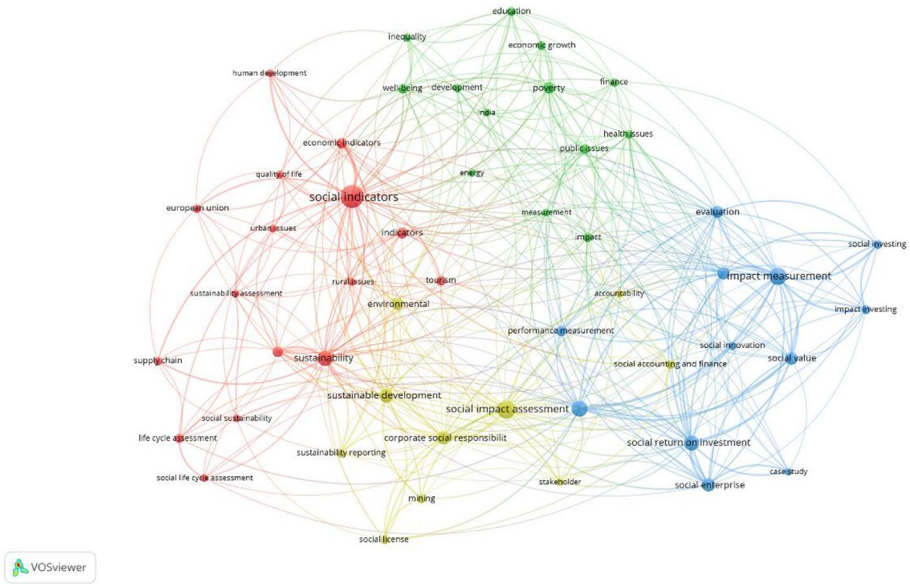 education
inequality
economic growth
human development
well-being
development
poverty
finance
india
economic indicators
health issues
public issues
quality of life
energy
social indicators
european union
measurement
evaluation
urban issues
indicators
impact
social investing
rural issues
tourism
impact measurement
sustainability assessment
environmental
accountability
impact investing
performance measurement
social innovation
supply chain
sustainability
social accounting and finance
social value
sustainable development
social impact assessment
social sustainability
life cycle assessment
corporate social responsibilit
social return on investment
sustainability reporting
social life cycle assessment
stakeholder
social enterprise
case study
mining
social license
VOSviewer